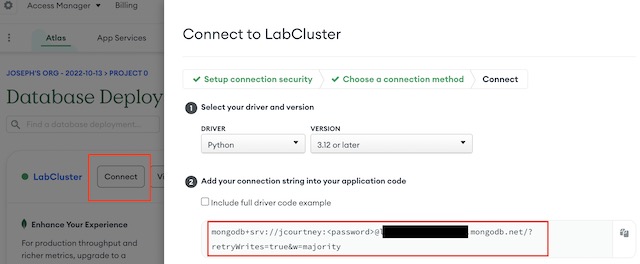 Access Manager
Billing
Atlas
App Services
JOSEPH'S ORG - 2022-10-13 > PROJECT 0
Database Deploy
Find a database deployment...
LabCluster
Connect
Enhance Your Experience
For production throughput and
richer metrics, upgrade to a
Connect to LabCluster
Setup connection security
Choose a connection method
Connect
1 Select your driver and version
DRIVER
VERSION
Python
3.12 or later
2 Add your connection string into your application code
Include full driver code example
mongodb+srv://jcourtney:<password>@ .mongodb.net/?
retryWrites=true&w=majority